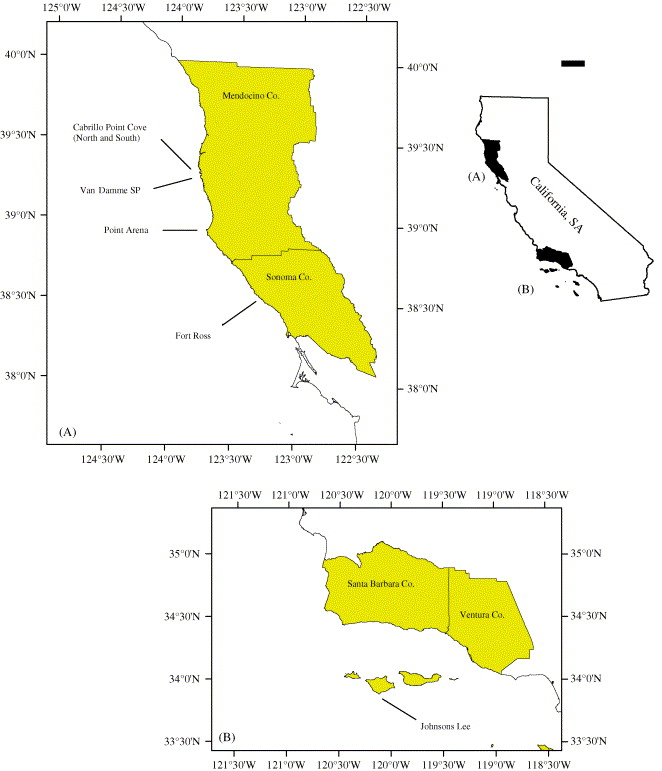 125°0'W 124°30'W 124°0'W 123°30'W 123°0'W 122°30'W
40°0'N
40°0'N
Mendocino Co.
Cabrillo Point Cove
(North and South)
39°30'N
39°30'N
Van Damme SP
39°0'N
Point Arena
39°0'N
Sonoma Co.
38°30'N
38°30'N
Fort Ross
38°0'N
38°0'N
(A)
124°30'W 124°0'W 123°30'W 123°0'W 122°30'W
(A)
California, SA
(B)
121°30'W 121°0'W 120°30'W 120°0'W 119°30'W 119°0'W 118°30'W
35°0'N 35°0'N
Santa Barbara Co.
Ventura Co.
34°30'N 34°30'N
34°0'N 34°0'N
Johnsons Lee
(B)
33°30'N 33°30'N
121°30'W 121°0'W 120°30'W 120°0'W 119°30'W 119°0'W 118°30'W